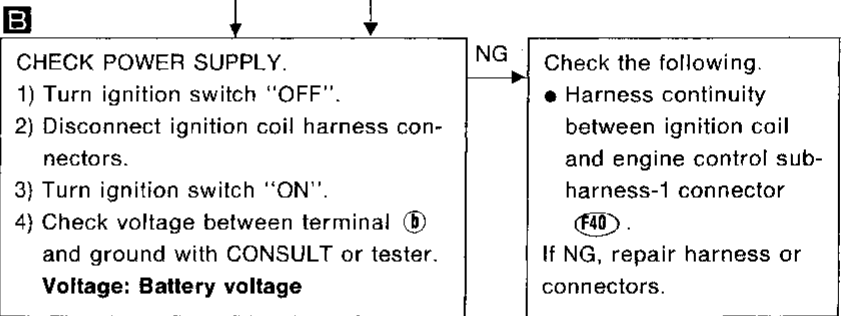 B
CHECK POWER SUPPLY.
1) Turn ignition switch "OFF".
2) Disconnect ignition coil harness con-
nectors.
3) Turn ignition switch "ON".
4) Check voltage between terminal ⓑ
and ground with CONSULT or tester.
Voltage: Battery voltage
NG
Check the following.
● Harness continuity
between ignition coil
and engine control sub-
harness-1 connector
F40 .
If NG, repair harness or
connectors.